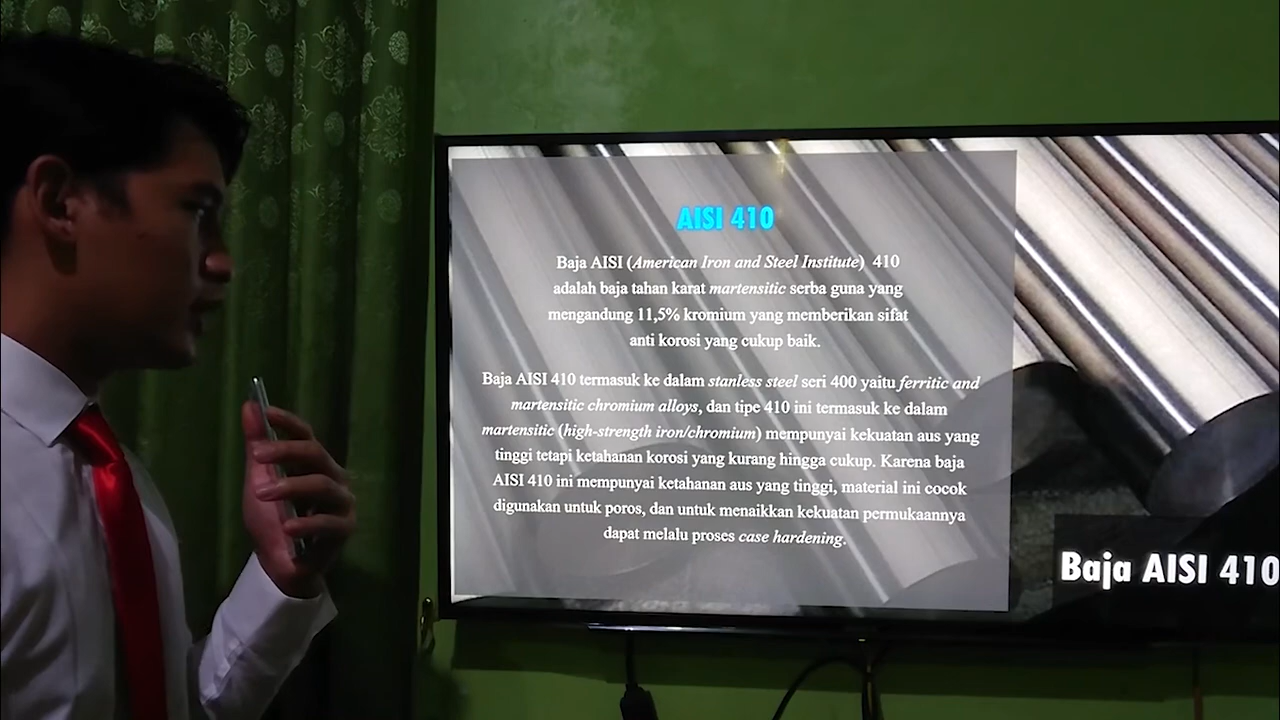 AISI 410
Baja AISI (American Iron and Steel Institute) 410
adalah baja tahan karat martensitic serba guna yang
mengandung 11,5% kromium yang memberikan sifat
anti korosi yang cukup baik.
Baja AISI 410 termasuk ke dalam stanless steel seri 400 yaitu ferritic and
martensitic chromium alloys, dan tipe 410 ini termasuk ke dalam
martensitic (high-strength iron/chromium) mempunyai kekuatan aus yang
tinggi tetapi ketahanan korosi yang kurang hingga cukup. Karena baja
AISI 410 ini mempunyai ketahanan aus yang tinggi, material ini cocok
digunakan untuk poros, dan untuk menaikkan kekuatan permukaannya
dapat melalu proses case hardening.
Baja AISI 410